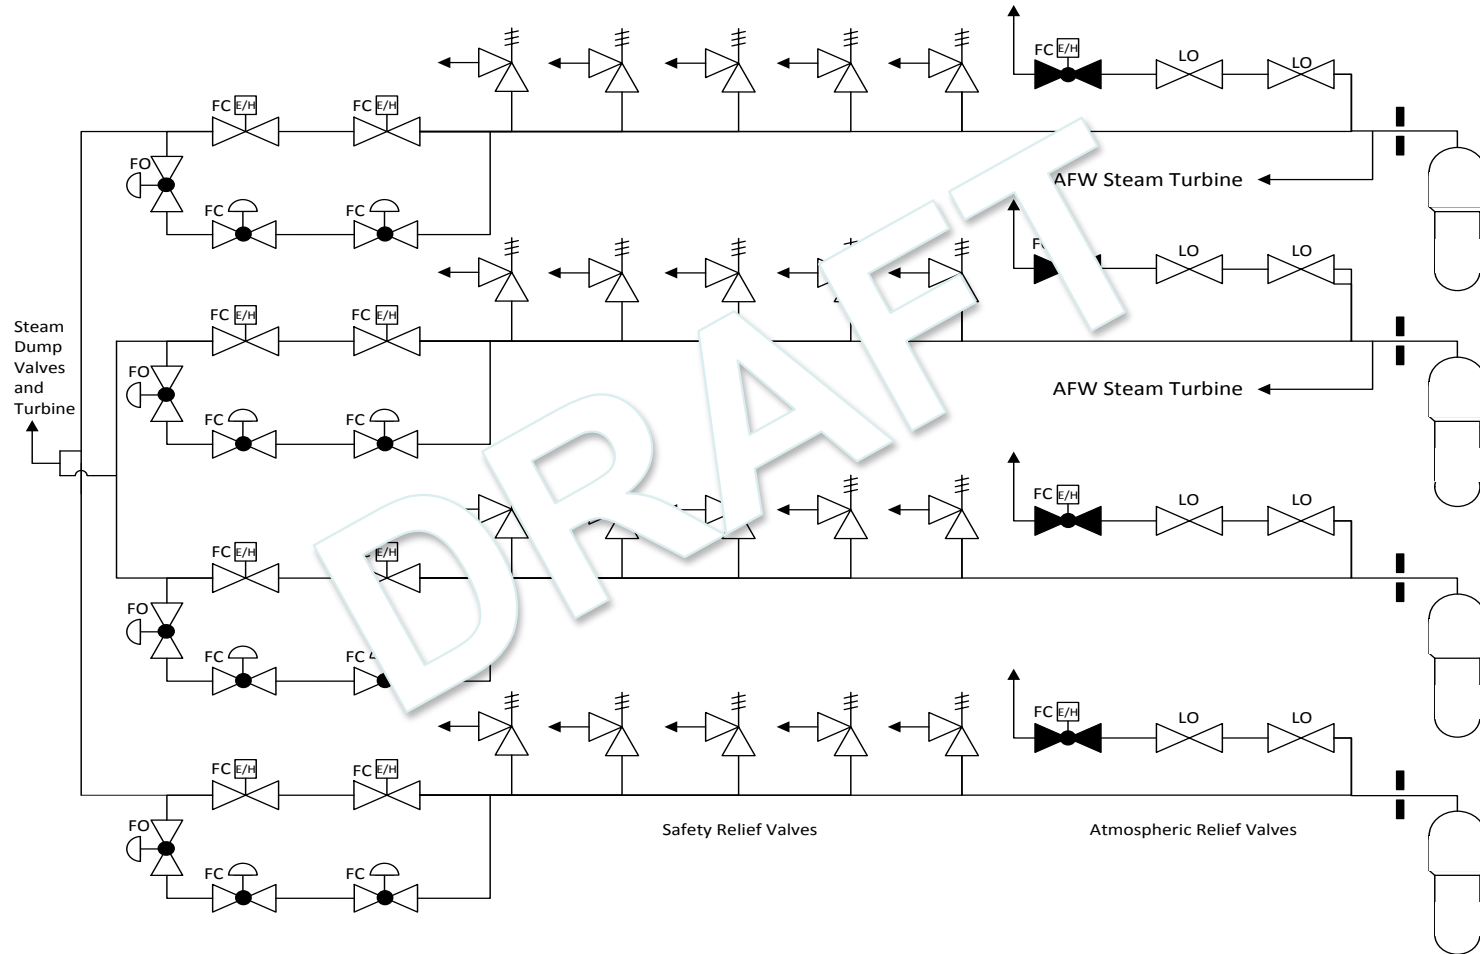 LO
LO
FC E/H
FC E/H
FC E/H
FO
AFW Steam Turbine
FC
FC
LO
LO
FC E/H
FC E/H
Steam
Dump
Valves
and
Turbine
FO
AFW Steam Turbine
FC
FC
DRAFT
FC E/H
LO
LO
FC E/H
E/H
FO
FC
FC
FC E/H
LO
LO
FC E/H
FC E/H
FO
Safety Relief Valves
Atmospheric Relief Valves
FC
FC